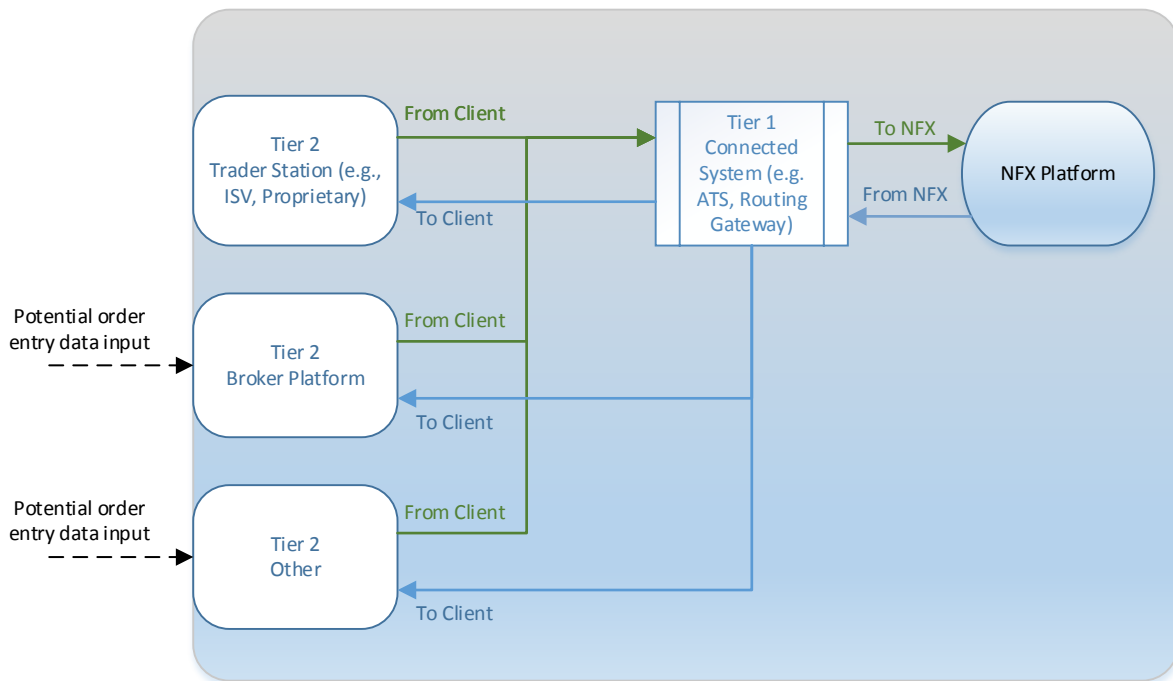 From Client
Tier 2
Trader Station (e.g.,
ISV, Proprietary)
To Client
Tier 1
Connected
System (e.g.
ATS, Routing
Gateway)
To NFX
From NFX
NFX Platform
Potential order
entry data input
Tier 2
Broker Platform
From Client
To Client
Potential order
entry data input
Tier 2
Other
From Client
To Client